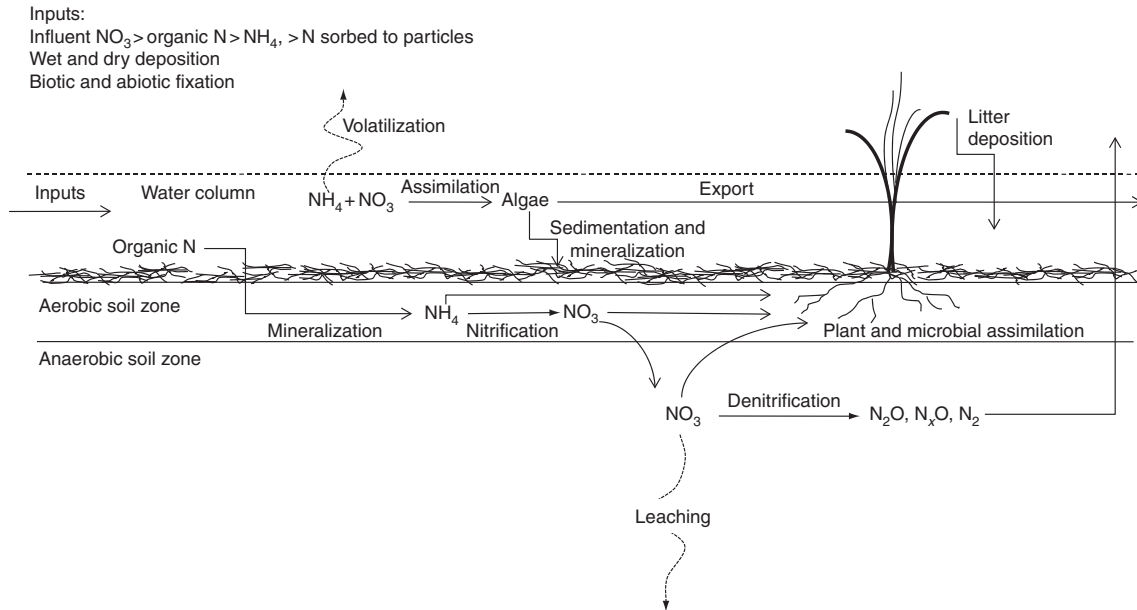 Inputs:
Influent NO₃ > organic N > NH₄, > N sorbed to particles
Wet and dry deposition
Biotic and abiotic fixation
Volatilization
Litter
deposition
Inputs
Water column
NH₄ + NO₃
Assimilation
Algae
Export
Sedimentation and
mineralization
Organic N
Aerobic soil zone
Mineralization
NH₄
Nitrification
NO₃
Plant and microbial assimilation
Anaerobic soil zone
NO₃
Denitrification
N₂O, NₓO, N₂
Leaching